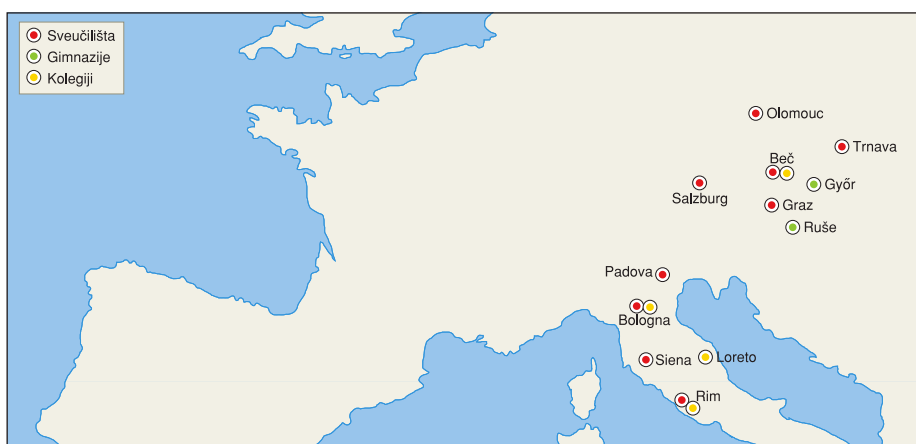 Sveučilišta
Gimnazije
Kolegiji
Olomouc
Trnava
Beč
Győr
Salzburg
Graz
Ruše
Padova
Bologna
Siena
Loreto
Rim